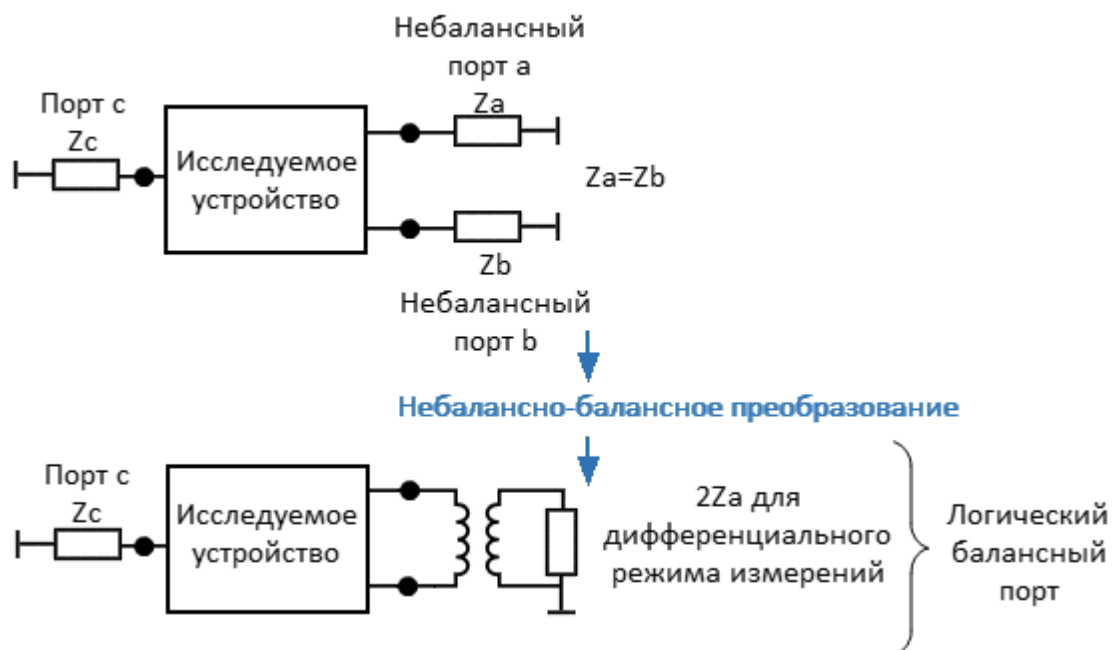 Небалансный
порт a
Za
Порт с
Zc
Исследуемое
устройство
Za=Zb
Zb
Небалансный
порт b
Небалансно-балансное преобразование
Порт с
Zc
Исследуемое
устройство
2Za для
дифференциального
режима измерений
Логический
балансный
порт